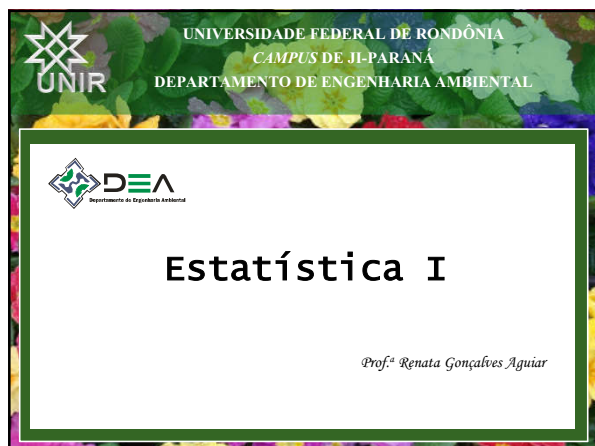 UNIVERSIDADE FEDERAL DE RONDÔNIA
CAMPUS DE JI-PARANÁ
DEPARTAMENTO DE ENGENHARIA AMBIENTAL
UNIR
DEA
Departamento de Engenharia Ambiental
Estatística I
Prof.ª Renata Gonçalves Aguiar